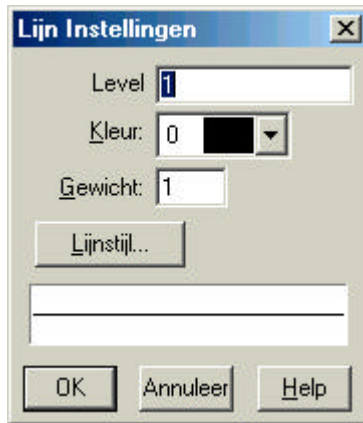 Lijn Instellingen
Level 1
Kleur: 0
Gewicht: 1
Lijnstijl...
OK Annuleer Help